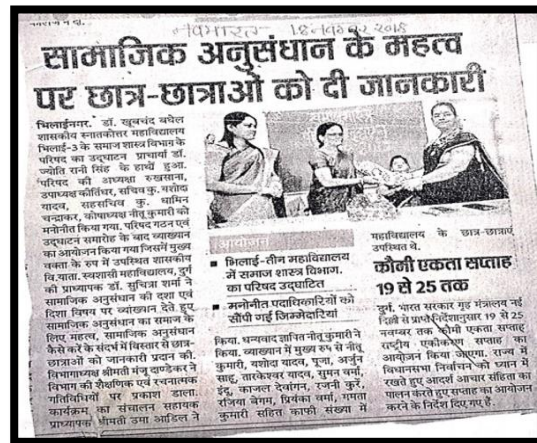 नवभारत 18 नवम्बर 2018
सामाजिक अनुसंधान के महत्व
पर छात्र-छात्राओं को दी जानकारी
भिलाईनगर. डॉ. खूबचंद बघेल
शासकीय स्नातकोत्तर महाविद्यालय
भिलाई-3 के समाज शास्त्र विभाग के
परिषद का उद्घाटन प्राचार्या डॉ.
ज्योति रानी सिंह के हाथों हुआ.
परिषद की अध्यक्षा रुखसाना,
उपाध्यक्ष कीर्तिधर, सचिव कु. यशोदा
यादव, सहसचिव कु. धामिन
चन्द्राकर, कोषाध्यक्ष नीतू कुमारी को
मनोनीत किया गया. परिषद गठन एवं
उद्घाटन समारोह के बाद व्याख्यान
का आयोजन किया गया जिसमें मुख्य
वक्ता के रुप में उपस्थित शासकीय
वि.याता. स्वशासी महाविद्यालय, दुर्ग
की प्राध्यापक डॉ. सुचित्रा शर्मा ने
सामाजिक अनुसंधान की दशा एवं
दिशा विषय पर व्याख्यान देते हुए
सामाजिक अनुसंधान का समाज के
लिए महत्व, सामाजिक अनुसंधान
कैसे करें के संदर्भ में विस्तार से छात्र-
छात्राओं को जानकारी प्रदान की.
विभागाध्यक्ष श्रीमती मंजू दाण्डेकर ने
विभाग की शैक्षणिक एवं रचनात्मक
गतिविधियों पर प्रकाश डाला.
कार्यक्रम का संचालन सहायक
प्राध्यापक श्रीमती उमा आडिल ने
आयोजन
भिलाई-तीन महाविद्यालय
में समाज शास्त्र विभाग.
का परिषद उद्घाटित
मनोनीत पदाधिकारियों को
सौंपी गई जिम्मेदारियां
किया. धन्यवाद ज्ञापित नीतू कुमारी ने
किया. व्याख्यान में मुख्य रुप से नीतू
कुमारी, यशोदा यादव, पूजा, अर्जुन
साहू, तारकेश्वर यादव, सुमन वर्मा,
इंदू, काजल देवांगन, रजनी कुर्रे,
रजिया बेगम, प्रियंका वर्मा, गमता
कुमारी सहित काफी संख्या में
महाविद्यालय के छात्र-छात्राएं
उपस्थित थे.
कौमी एकता सप्ताह
19 से 25 तक
दुर्ग. भारत सरकार गृह मंत्रालय नई
दिल्ली से प्राप्त निर्देशानुसार 19 से 25
नवम्बर तक कौमी एकता सप्ताह
राष्ट्रीय एकीकरण सप्ताह का
आयोजन किया जाएगा. राज्य में
विधानसभा निर्वाचन को ध्यान में
रखते हुए आदर्श आचार संहिता का
पालन करते हुए सप्ताह का आयोजन
करने के निर्देश दिए गए हैं.